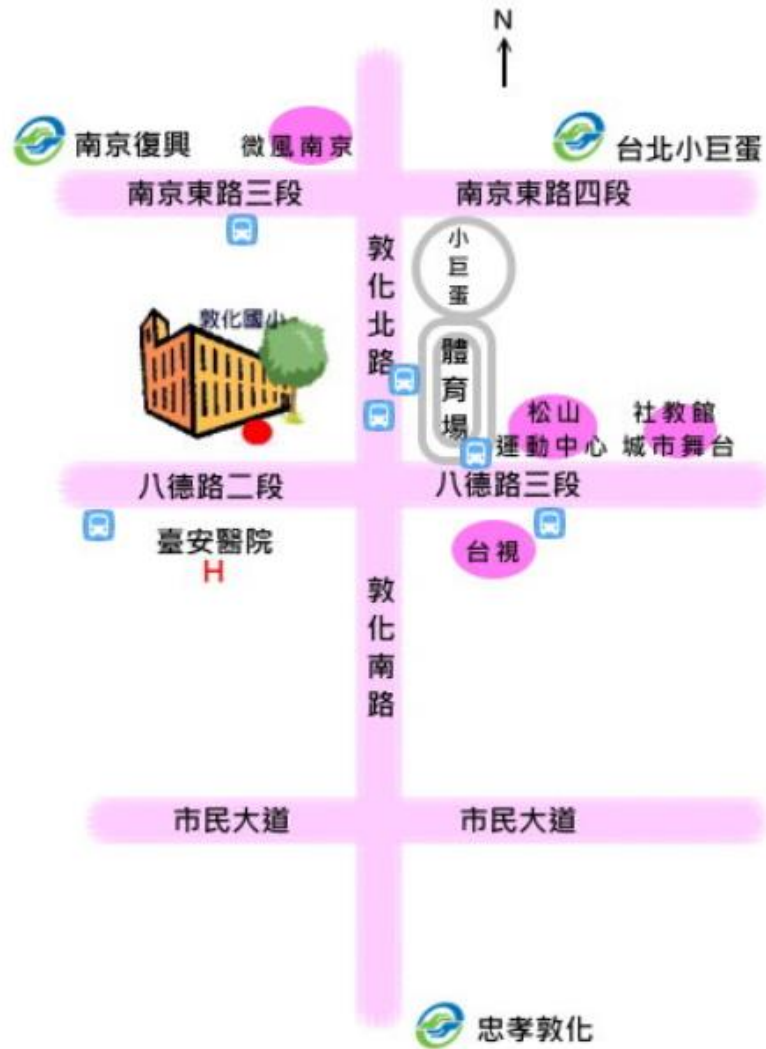 N
南京復興
微風南京
台北小巨蛋
南京東路三段
南京東路四段
敦化北路
小巨蛋
敦化國小
體育場
松山
運動中心
社教館
城市舞台
八德路二段
八德路三段
臺安醫院
H
台視
敦化南路
市民大道
市民大道
忠孝敦化